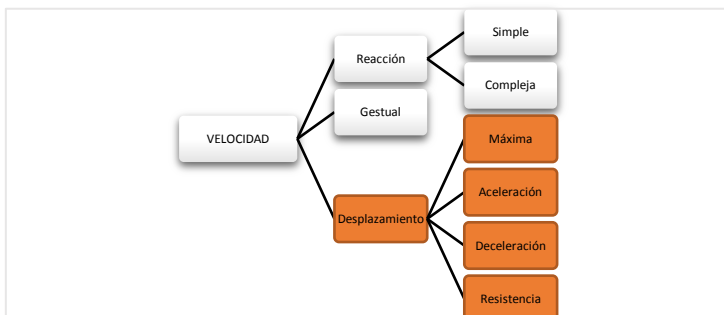 VELOCIDAD
Reacción
Simple
Compleja
Gestual
Desplazamiento
Máxima
Aceleración
Deceleración
Resistencia